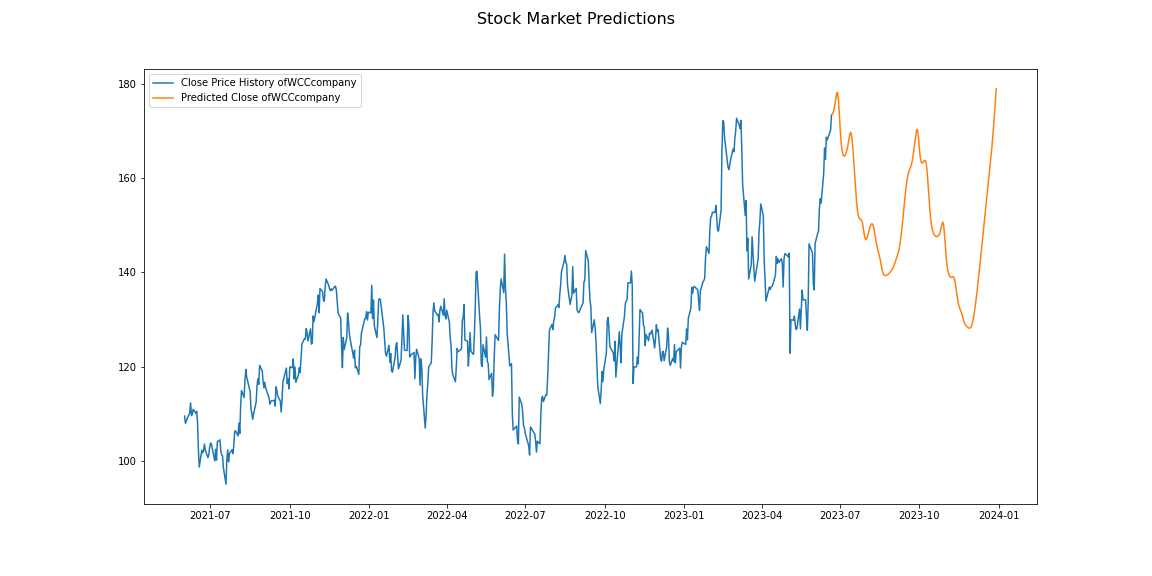 Stock Market Predictions
Close Price History ofWCCcompany
Predicted Close ofWCCcompany
180
160
140
120
100
2021-07 2021-10 2022-01 2022-04 2022-07 2022-10 2023-01 2023-04 2023-07 2023-10 2024-01